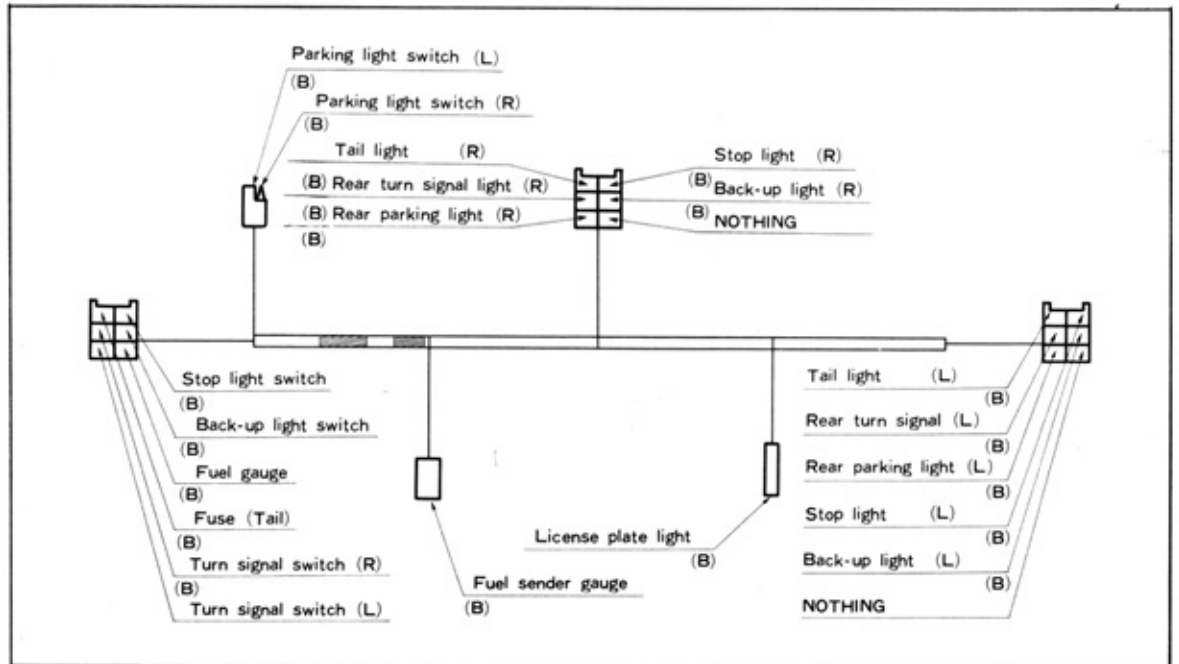 Parking light switch (L)
(B)
Parking light switch (R)
(B)
Tail light (R)
(B) Rear turn signal light (R)
(B) Rear parking light (R)
(B)
Stop light (R)
(B) Back-up light (R)
(B) NOTHING
Stop light switch
(B)
Back-up light switch
(B)
Fuel gauge
(B)
Fuse (Tail)
(B)
Turn signal switch (R)
(B)
Turn signal switch (L)
Fuel sender gauge
(B)
License plate light
(B)
Tail light (L)
(B)
Rear turn signal (L)
(B)
Rear parking light (L)
(B)
Stop light (L)
(B)
Back-up light (L)
(B)
NOTHING